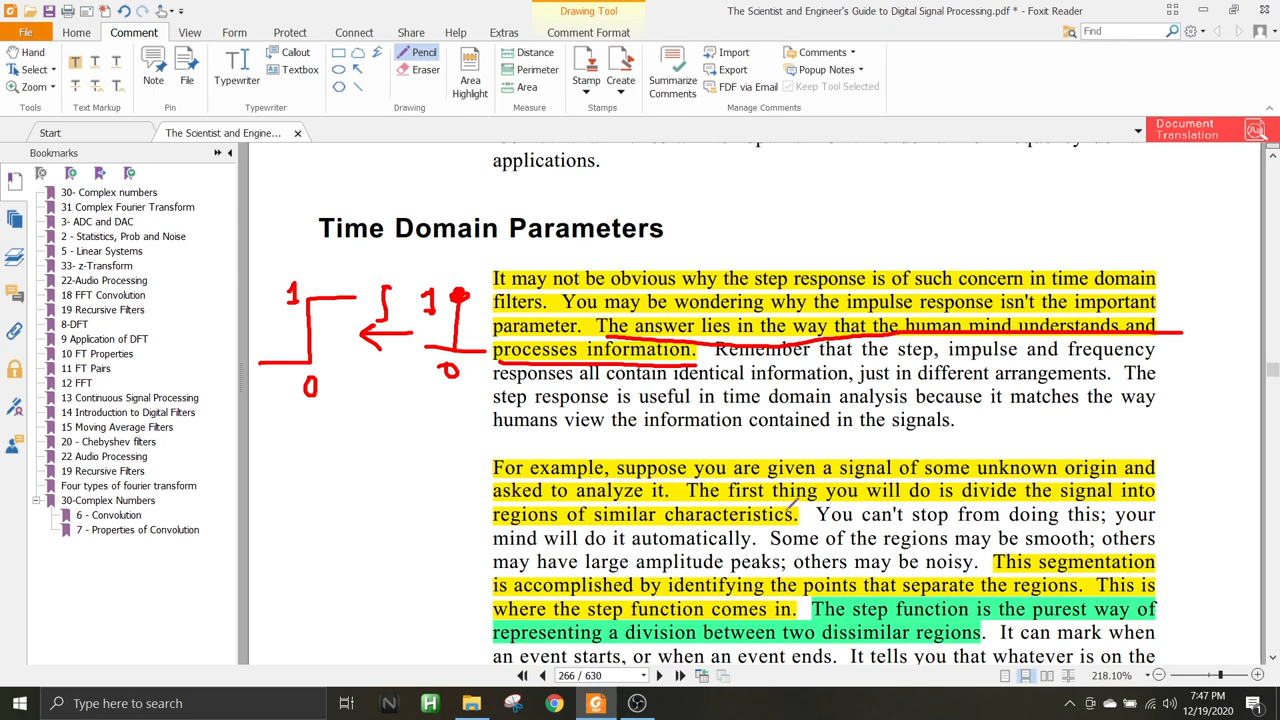 Drawing Tool
The Scientist and Engineer's Guide to Digital Signal Processing.pdf * - Foxit Reader
File Home Comment View Form Protect Connect Share Help Extras Comment Format Find
Hand
Select
Zoom
Tools
Text Markup
Note
File
Pin
Typewriter
Callout
Textbox
Typewriter
Pencil
Eraser
Drawing
Area
Highlight
Distance
Perimeter
Area
Measure
Stamp
Create
Stamps
Summarize
Comments
Import
Export
FDF via Email
Comments
Popup Notes
Keep Tool Selected
Manage Comments
Start
The Scientist and Engine...
Document
Translation
Bookmarks
30- Complex numbers
31 Complex Fourier Transform
3- ADC and DAC
2 - Statistics, Prob and Noise
5 - Linear Systems
33- z-Transform
22-Audio Processing
18 FFT Convolution
19 Recursive Filters
8-DFT
9 Application of DFT
10 FT Properties
11 FT Pairs
12 FFT
13 Continuous Signal Processing
14 Introduction to Digital Filters
15 Moving Average Filters
20 - Chebyshev filters
22 Audio Processing
19 Recursive Filters
Four types of fourier transform
30-Complex Numbers
6 - Convolution
7 - Properties of Convolution
applications.
Time Domain Parameters
1 ∫ 1
0 0
It may not be obvious why the step response is of such concern in time domain
filters. You may be wondering why the impulse response isn't the important
parameter. The answer lies in the way that the human mind understands and
processes information. Remember that the step, impulse and frequency
responses all contain identical information, just in different arrangements. The
step response is useful in time domain analysis because it matches the way
humans view the information contained in the signals.
For example, suppose you are given a signal of some unknown origin and
asked to analyze it. The first thing you will do is divide the signal into
regions of similar characteristics. You can't stop from doing this; your
mind will do it automatically. Some of the regions may be smooth; others
may have large amplitude peaks; others may be noisy. This segmentation
is accomplished by identifying the points that separate the regions. This is
where the step function comes in. The step function is the purest way of
representing a division between two dissimilar regions. It can mark when
an event starts, or when an event ends. It tells you that whatever is on the
266 / 630
218.10%
Type here to search
7:47 PM
12/19/2020